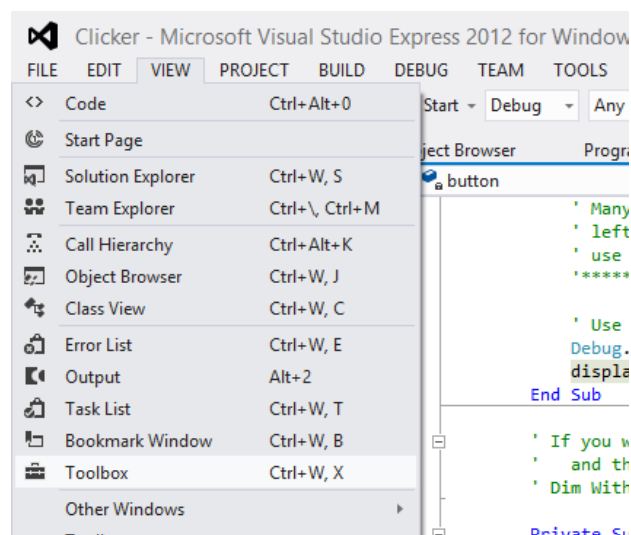 Clicker - Microsoft Visual Studio Express 2012 for Window
FILE EDIT VIEW PROJECT BUILD DEBUG TEAM TOOLS
Code Ctrl+Alt+0
Start Debug Any
Start Page
ject Browser Progra
Solution Explorer Ctrl+W, S
button
Team Explorer Ctrl+\, Ctrl+M
' Many
' left
Call Hierarchy Ctrl+Alt+K
' use
Object Browser Ctrl+W, J
'*****
Class View Ctrl+W, C
' Use
Error List Ctrl+W, E
Debug.
Output Alt+2
displa
End Sub
Task List Ctrl+W, T
Bookmark Window Ctrl+W, B
' If you w
Toolbox Ctrl+W, X
' and th
' Dim With
Other Windows
Private Su